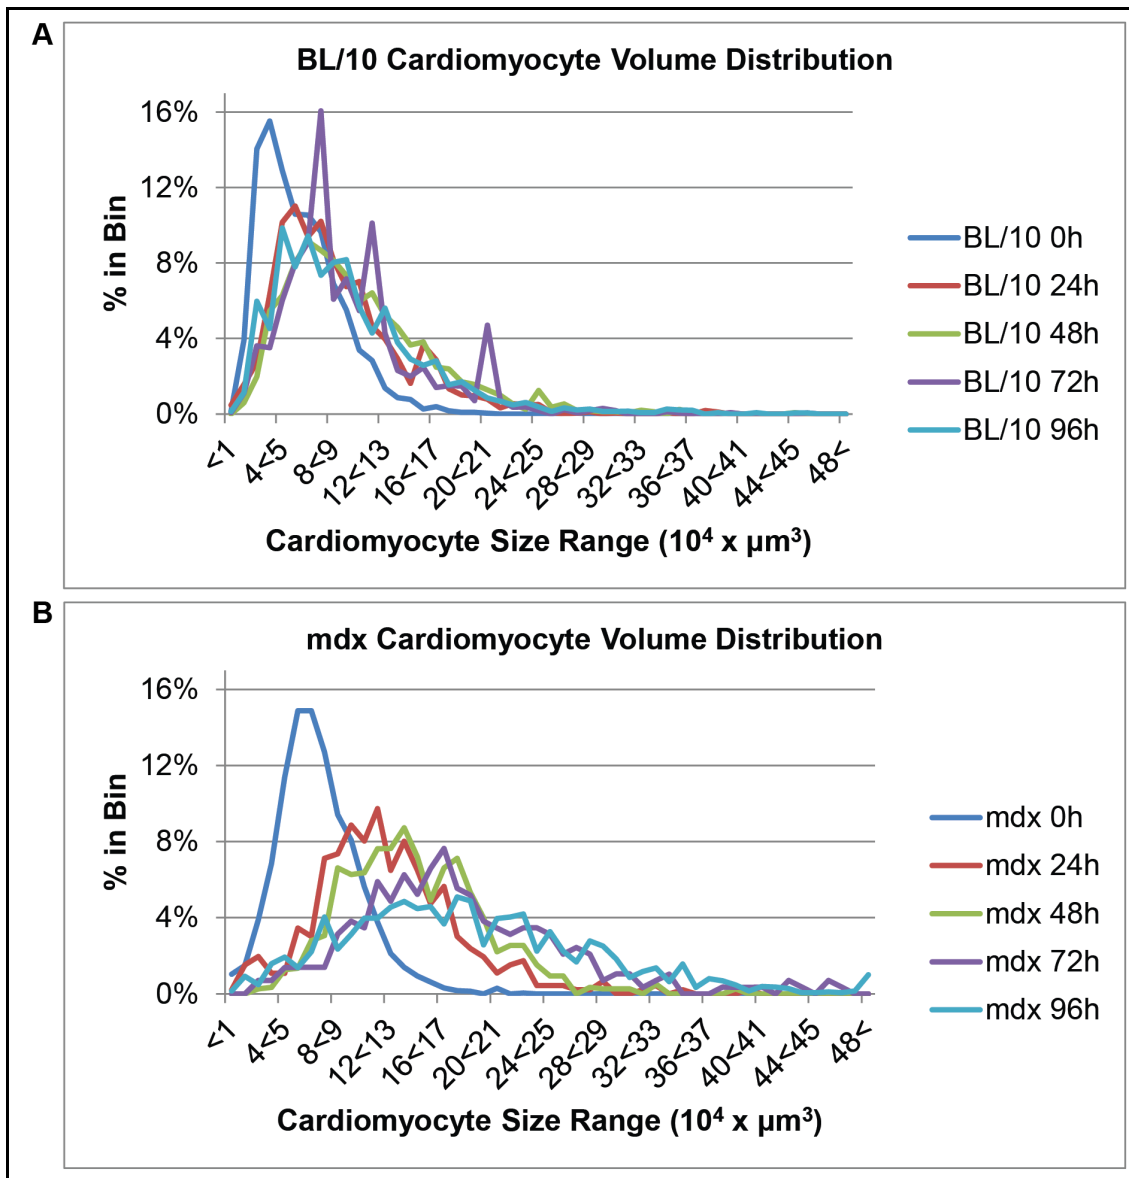 A
BL/10 Cardiomyocyte Volume Distribution
16%
12%
8%
4%
0%
% in Bin
<1
4<5
8<9
12<13
16<17
20<21
24<25
28<29
32<33
36<37
40<41
44<45
48<
Cardiomyocyte Size Range (10⁴ x µm³)
BL/10 0h
BL/10 24h
BL/10 48h
BL/10 72h
BL/10 96h
B
mdx Cardiomyocyte Volume Distribution
16%
12%
8%
4%
0%
% in Bin
<1
4<5
8<9
12<13
16<17
20<21
24<25
28<29
32<33
36<37
40<41
44<45
48<
Cardiomyocyte Size Range (10⁴ x µm³)
mdx 0h
mdx 24h
mdx 48h
mdx 72h
mdx 96h